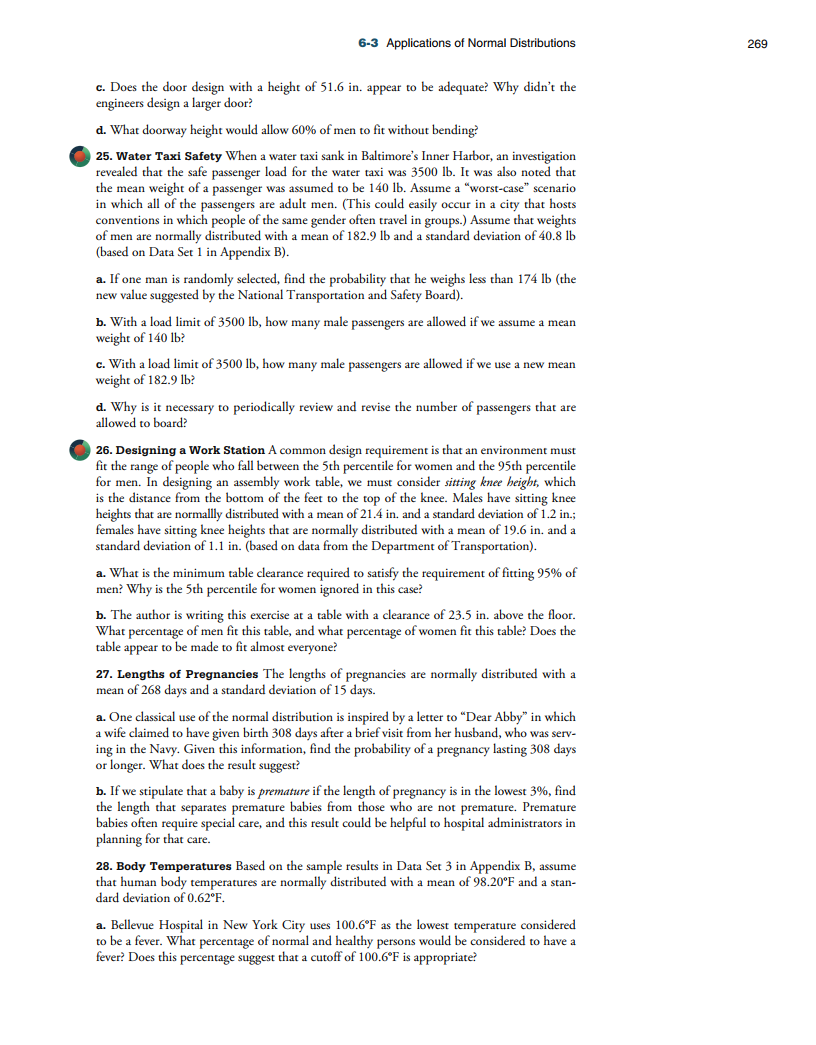 6-3 Applications of Normal Distributions 269
c. Does the door design with a height of 51.6 in. appear to be adequate? Why didn't the
engineers design a larger door?
d. What doorway height would allow 60% of men to fit without bending?
25. Water Taxi Safety When a water taxi sank in Baltimore's Inner Harbor, an investigation
revealed that the safe passenger load for the water taxi was 3500 lb. It was also noted that
the mean weight of a passenger was assumed to be 140 lb. Assume a “worst-case” scenario
in which all of the passengers are adult men. (This could easily occur in a city that hosts
conventions in which people of the same gender often travel in groups.) Assume that weights
of men are normally distributed with a mean of 182.9 lb and a standard deviation of 40.8 lb
(based on Data Set 1 in Appendix B).
a. If one man is randomly selected, find the probability that he weighs less than 174 lb (the
new value suggested by the National Transportation and Safety Board).
b. With a load limit of 3500 lb, how many male passengers are allowed if we assume a mean
weight of 140 lb?
c. With a load limit of 3500 lb, how many male passengers are allowed if we use a new mean
weight of 182.9 lb?
d. Why is it necessary to periodically review and revise the number of passengers that are
allowed to board?
26. Designing a Work Station A common design requirement is that an environment must
fit the range of people who fall between the 5th percentile for women and the 95th percentile
for men. In designing an assembly work table, we must consider sitting knee height, which
is the distance from the bottom of the feet to the top of the knee. Males have sitting knee
heights that are normallly distributed with a mean of 21.4 in. and a standard deviation of 1.2 in.;
females have sitting knee heights that are normally distributed with a mean of 19.6 in. and a
standard deviation of 1.1 in. (based on data from the Department of Transportation).
a. What is the minimum table clearance required to satisfy the requirement of fitting 95% of
men? Why is the 5th percentile for women ignored in this case?
b. The author is writing this exercise at a table with a clearance of 23.5 in. above the floor.
What percentage of men fit this table, and what percentage of women fit this table? Does the
table appear to be made to fit almost everyone?
27. Lengths of Pregnancies The lengths of pregnancies are normally distributed with a
mean of 268 days and a standard deviation of 15 days.
a. One classical use of the normal distribution is inspired by a letter to “Dear Abby” in which
a wife claimed to have given birth 308 days after a brief visit from her husband, who was serv-
ing in the Navy. Given this information, find the probability of a pregnancy lasting 308 days
or longer. What does the result suggest?
b. If we stipulate that a baby is premature if the length of pregnancy is in the lowest 3%, find
the length that separates premature babies from those who are not premature. Premature
babies often require special care, and this result could be helpful to hospital administrators in
planning for that care.
28. Body Temperatures Based on the sample results in Data Set 3 in Appendix B, assume
that human body temperatures are normally distributed with a mean of 98.20°F and a stan-
dard deviation of 0.62°F.
a. Bellevue Hospital in New York City uses 100.6°F as the lowest temperature considered
to be a fever. What percentage of normal and healthy persons would be considered to have a
fever? Does this percentage suggest that a cutoff of 100.6°F is appropriate?